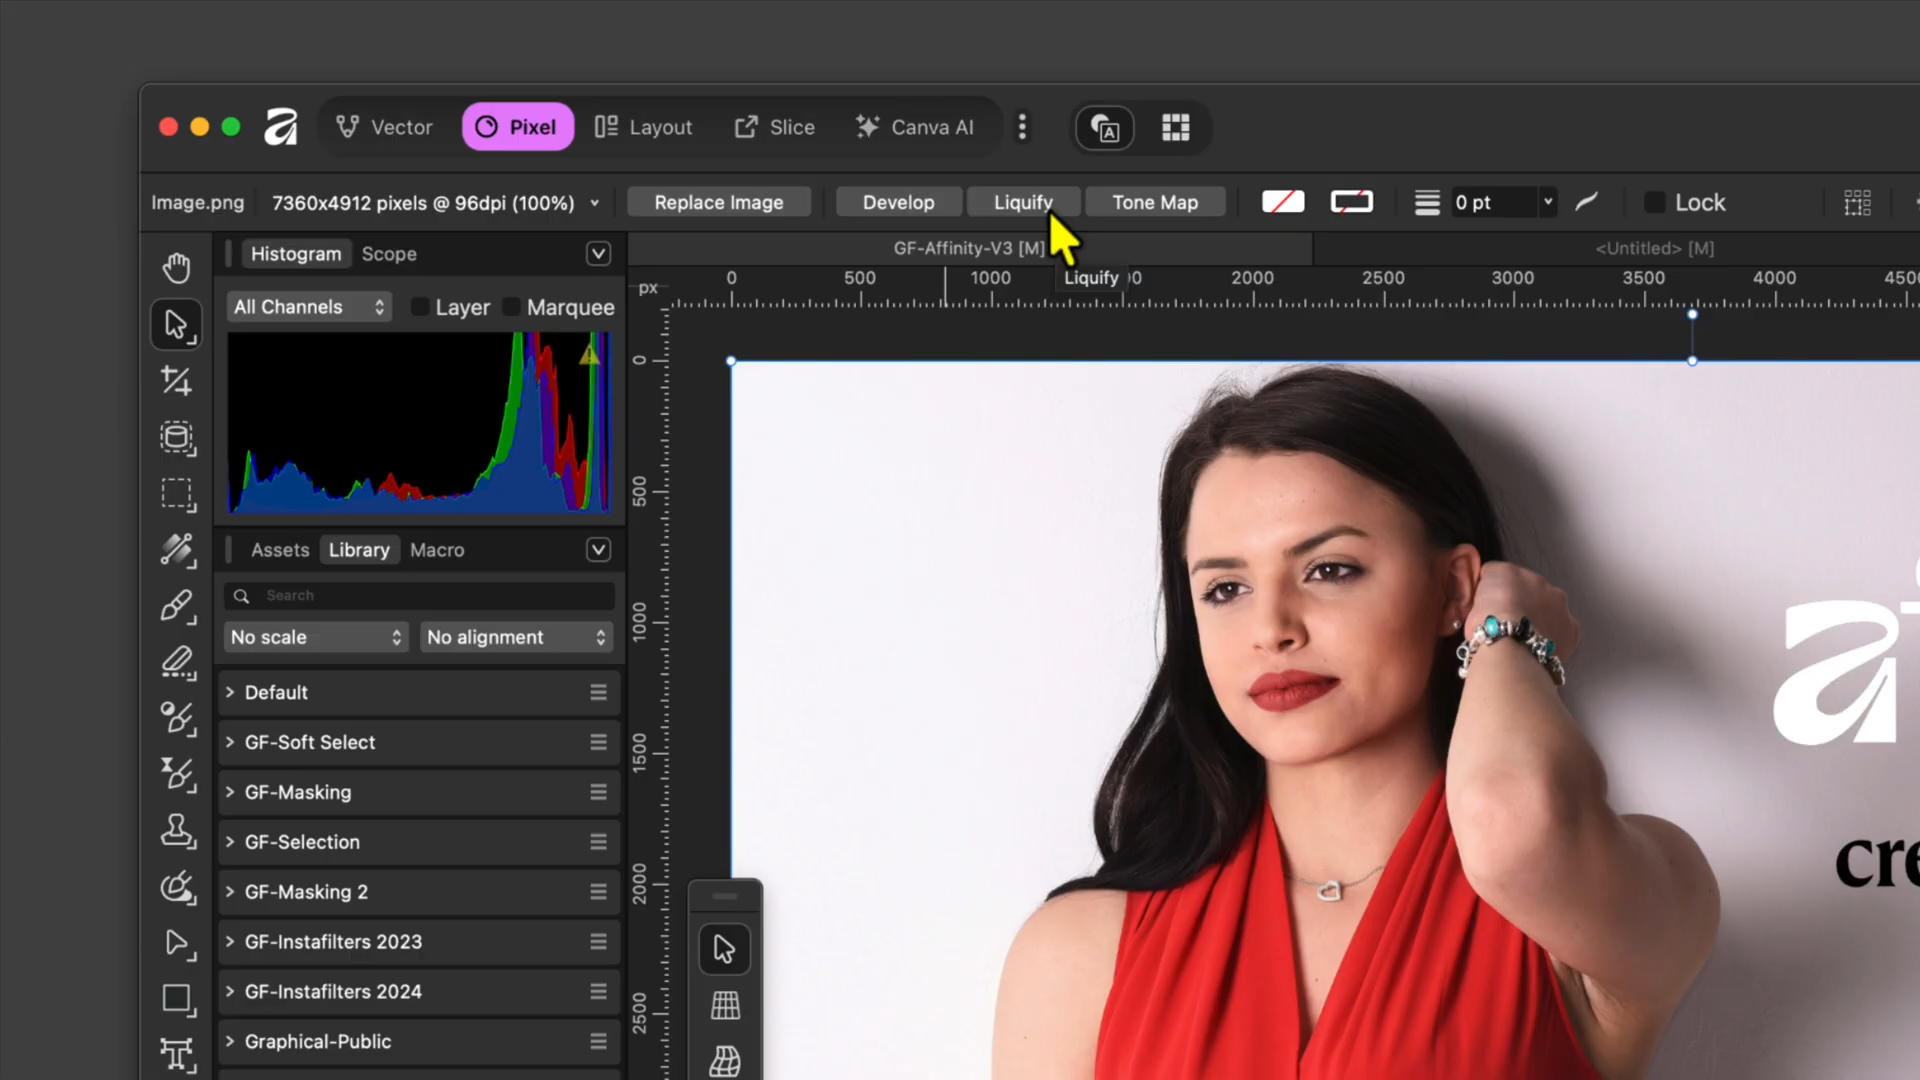 Vector Pixel Layout Slice Canva AI
Image.png 7360x4912 pixels @ 96dpi (100%) Replace Image Develop Liquify Tone Map 0 pt Lock
Histogram Scope
GF-Affinity-V3 [M] <Untitled> [M]
px 0 500 1000 2000 2500 3000 3500 4000
Liquify
All Channels Layer Marquee
0
500
1000
1500
2000
2500
Assets Library Macro
Search
No scale No alignment
Default
GF-Soft Select
GF-Masking
GF-Selection
GF-Masking 2
GF-Instafilters 2023
GF-Instafilters 2024
Graphical-Public
a
cre